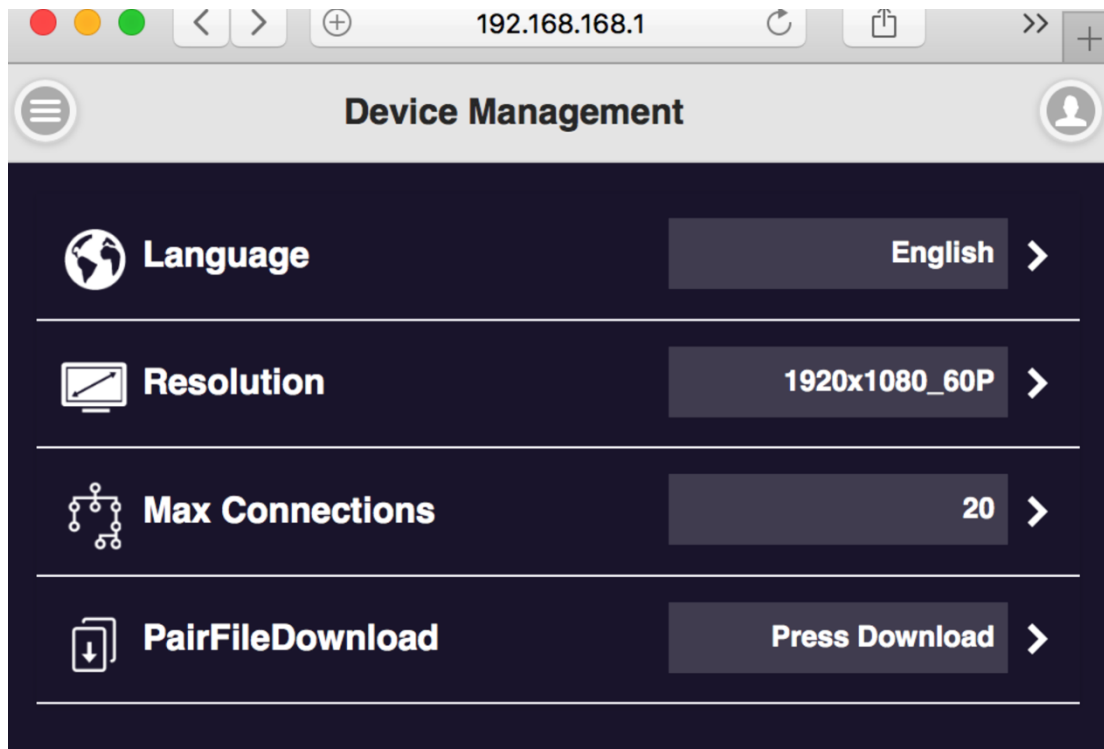 192.168.168.1
Device Management
Language English
Resolution 1920x1080_60P
Max Connections 20
PairFileDownload Press Download